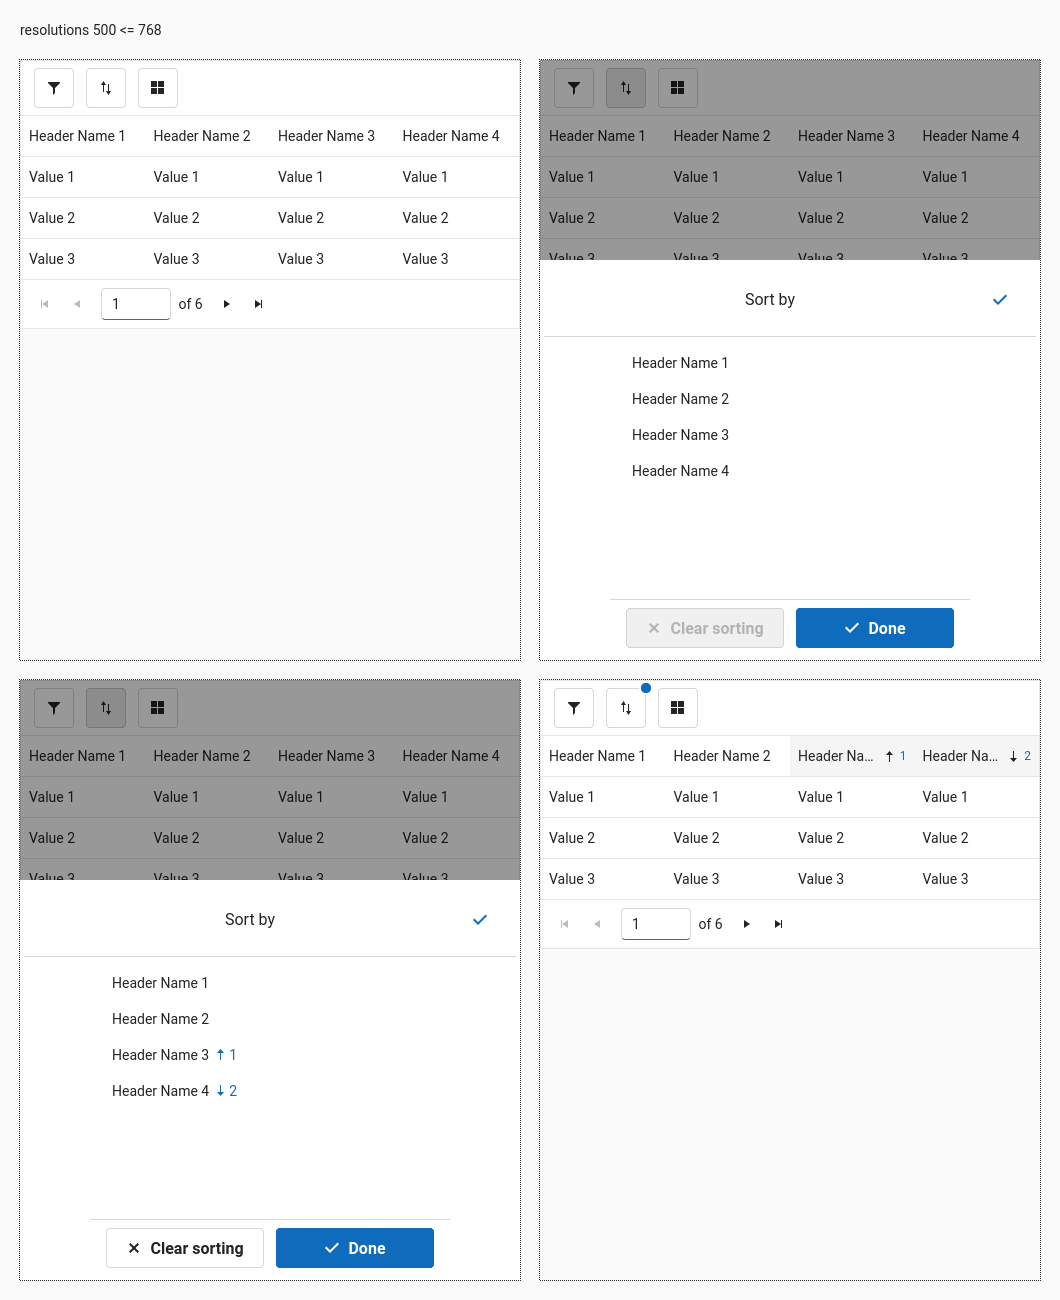 resolutions 500 <= 768
Header Name 1 Header Name 2 Header Name 3 Header Name 4
Value 1 Value 1 Value 1 Value 1
Value 2 Value 2 Value 2 Value 2
Value 3 Value 3 Value 3 Value 3
1 of 6
Header Name 1 Header Name 2 Header Name 3 Header Name 4
Value 1 Value 1 Value 1 Value 1
Value 2 Value 2 Value 2 Value 2
Value 3 Value 3 Value 3 Value 3
Sort by
Header Name 1
Header Name 2
Header Name 3
Header Name 4
Clear sorting Done
Header Name 1 Header Name 2 Header Name 3 Header Name 4
Value 1 Value 1 Value 1 Value 1
Value 2 Value 2 Value 2 Value 2
Value 3 Value 3 Value 3 Value 3
Sort by
Header Name 1
Header Name 2
Header Name 3 ↑ 1
Header Name 4 ↓ 2
Clear sorting Done
Header Name 1 Header Name 2 Header Na... ↑ 1 Header Na... ↓ 2
Value 1 Value 1 Value 1 Value 1
Value 2 Value 2 Value 2 Value 2
Value 3 Value 3 Value 3 Value 3
1 of 6